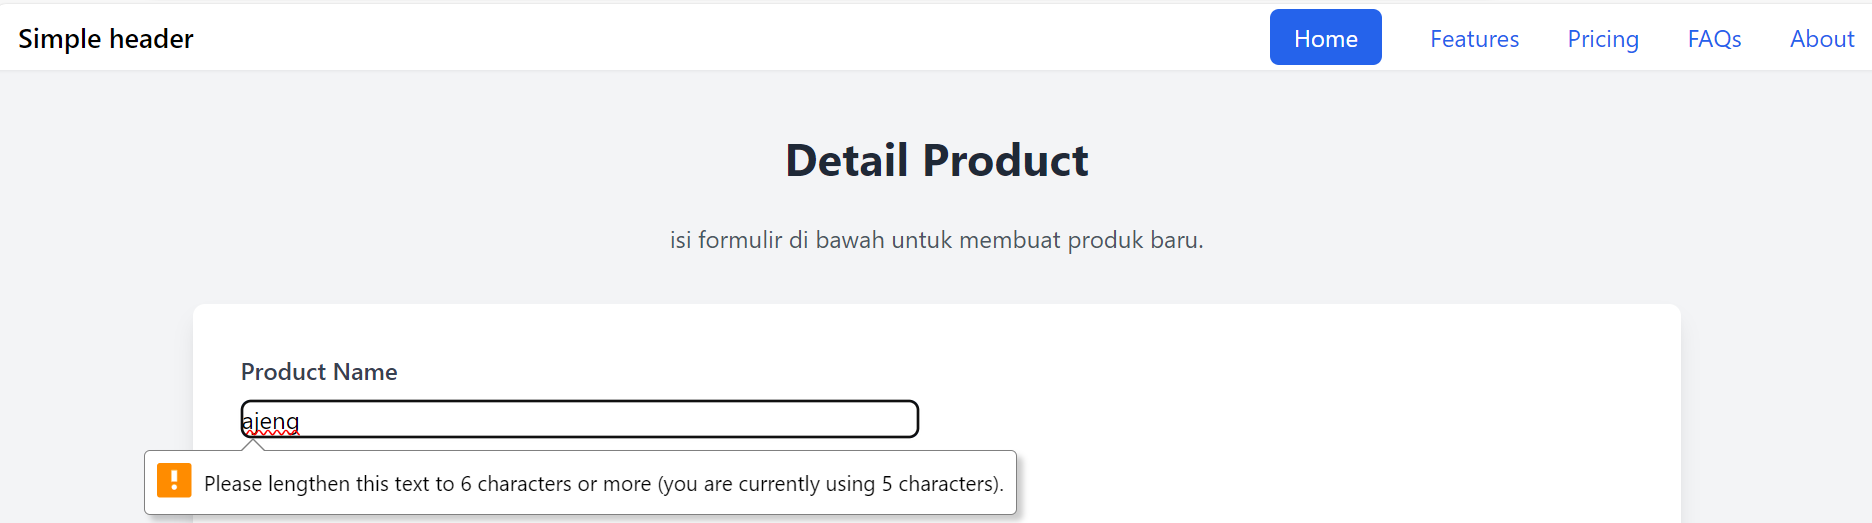 Simple header Home Features Pricing FAQs About
Detail Product
isi formulir di bawah untuk membuat produk baru.
Product Name
ajeng
Please lengthen this text to 6 characters or more (you are currently using 5 characters).